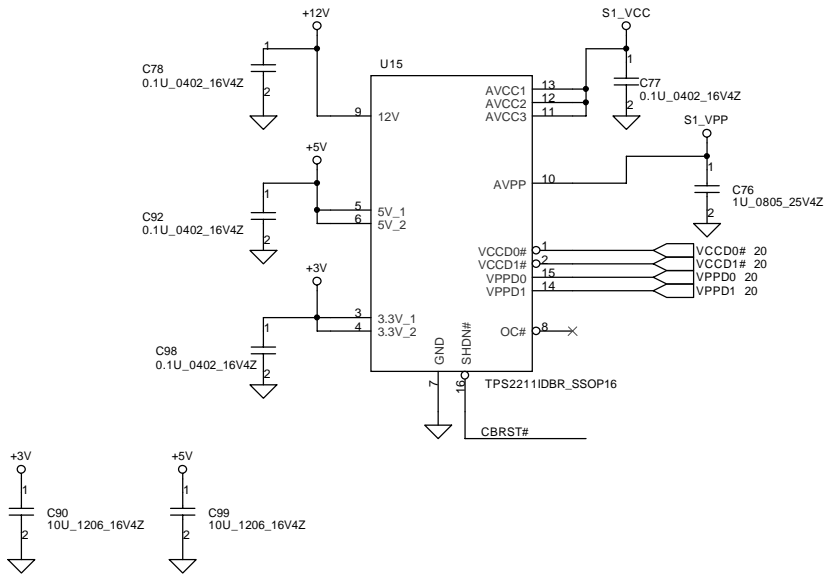 +12V
S1_VCC
1
C78
0.1U_0402_16V4Z
2
U15
AVCC1 13
AVCC2 12
AVCC3 11
1
C77
0.1U_0402_16V4Z
2
9 12V
S1_VPP
+5V
AVPP 10
1
C76
1U_0805_25V4Z
2
1
C92
0.1U_0402_16V4Z
2
5 5V_1
6 5V_2
VCCD0# 1 VCCD0# 20
VCCD1# 2 VCCD1# 20
VPPD0 15 VPPD0 20
VPPD1 14 VPPD1 20
+3V
3 3.3V_1
4 3.3V_2
1
C98
0.1U_0402_16V4Z
2
OC# 8
GND
SHDN#
7
16
TPS2211IDBR_SSOP16
CBRST#
+3V
1
C90
10U_1206_16V4Z
2
+5V
1
C99
10U_1206_16V4Z
2